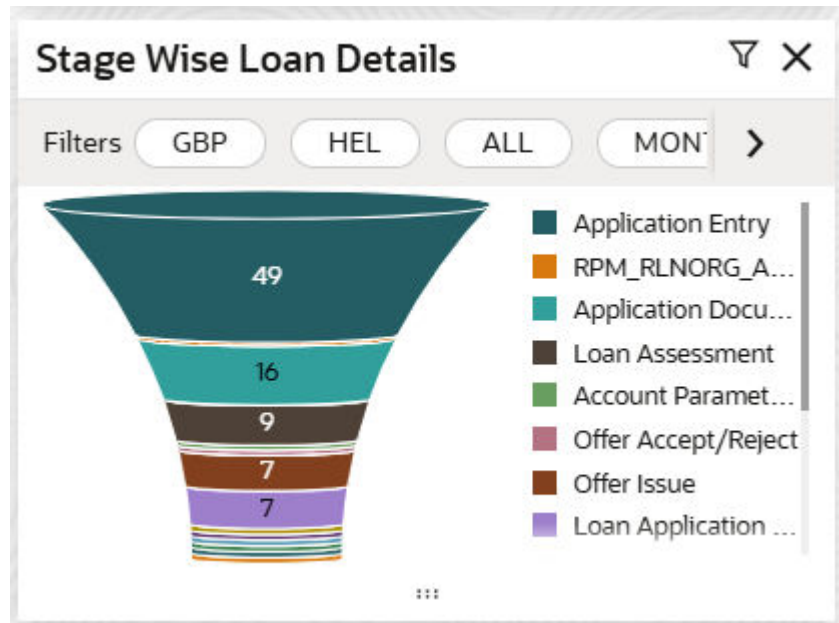 Stage Wise Loan Details
Filters GBP HEL ALL MON
49
16
9
7
7
Application Entry
RPM_RLNORG_A...
Application Docu...
Loan Assessment
Account Paramet...
Offer Accept/Reject
Offer Issue
Loan Application ...